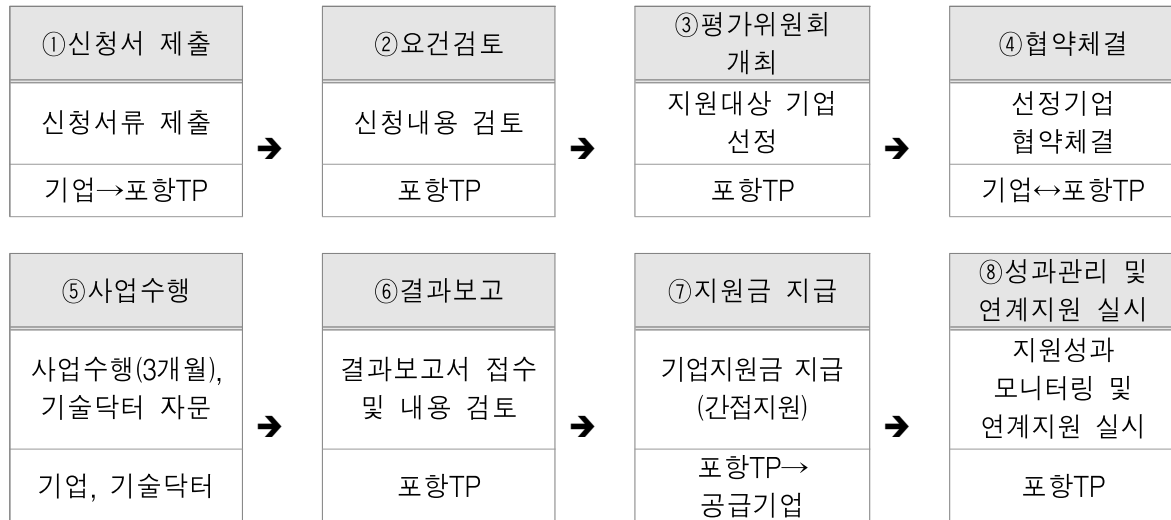 ①신청서 제출
신청서류 제출
기업→포항TP
➔
②요건검토
신청내용 검토
포항TP
➔
③평가위원회
개최
지원대상 기업
선정
포항TP
➔
④협약체결
선정기업
협약체결
기업↔포항TP
⑤사업수행
사업수행(3개월),
기술닥터 자문
기업, 기술닥터
➔
⑥결과보고
결과보고서 접수
및 내용 검토
포항TP
➔
⑦지원금 지급
기업지원금 지급
(간접지원)
포항TP→
공급기업
➔
⑧성과관리 및
연계지원 실시
지원성과
모니터링 및
연계지원 실시
포항TP